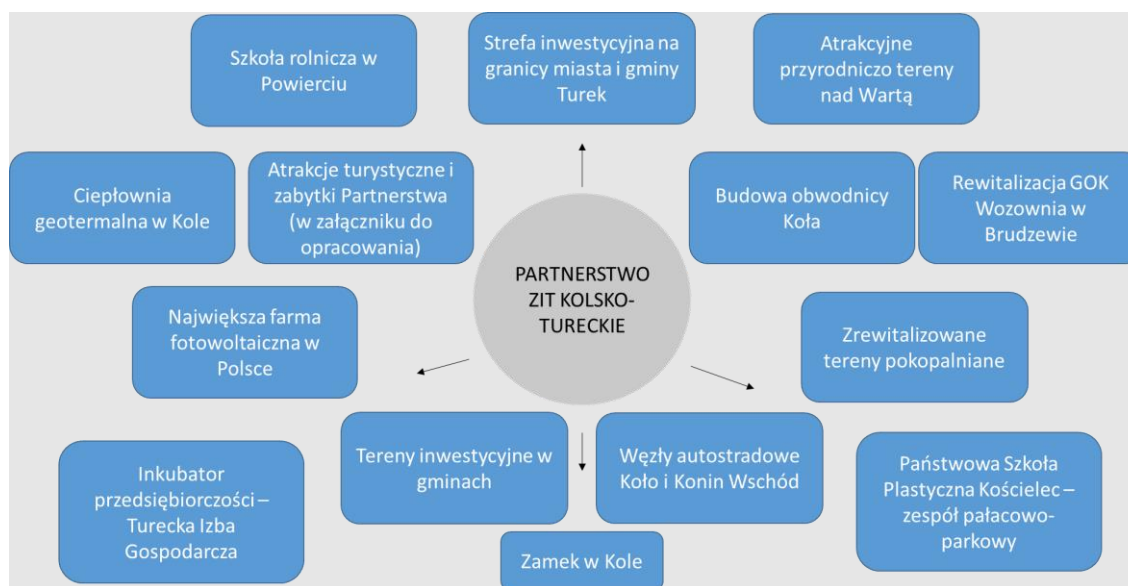 Szkoła rolnicza w
Powierciu
Strefa inwestycyjna na
granicy miasta i gminy
Turek
Atrakcyjne
przyrodniczo tereny
nad Wartą
Ciepłownia
geotermalna w Kole
Atrakcje turystyczne i
zabytki Partnerstwa
(w załączniku do
opracowania)
Budowa obwodnicy
Koła
Rewitalizacja GOK
Wozownia w
Brudzewie
PARTNERSTWO
ZIT KOLSKO-
TURECKIE
Największa farma
fotowoltaiczna w
Polsce
Zrewitalizowane
tereny pokopalniane
Tereny inwestycyjne w
gminach
Węzły autostradowe
Koło i Konin Wschód
Inkubator
przedsiębiorczości –
Turecka Izba
Gospodarcza
Państwowa Szkoła
Plastyczna Kościelec –
zespół pałacowo-
parkowy
Zamek w Kole